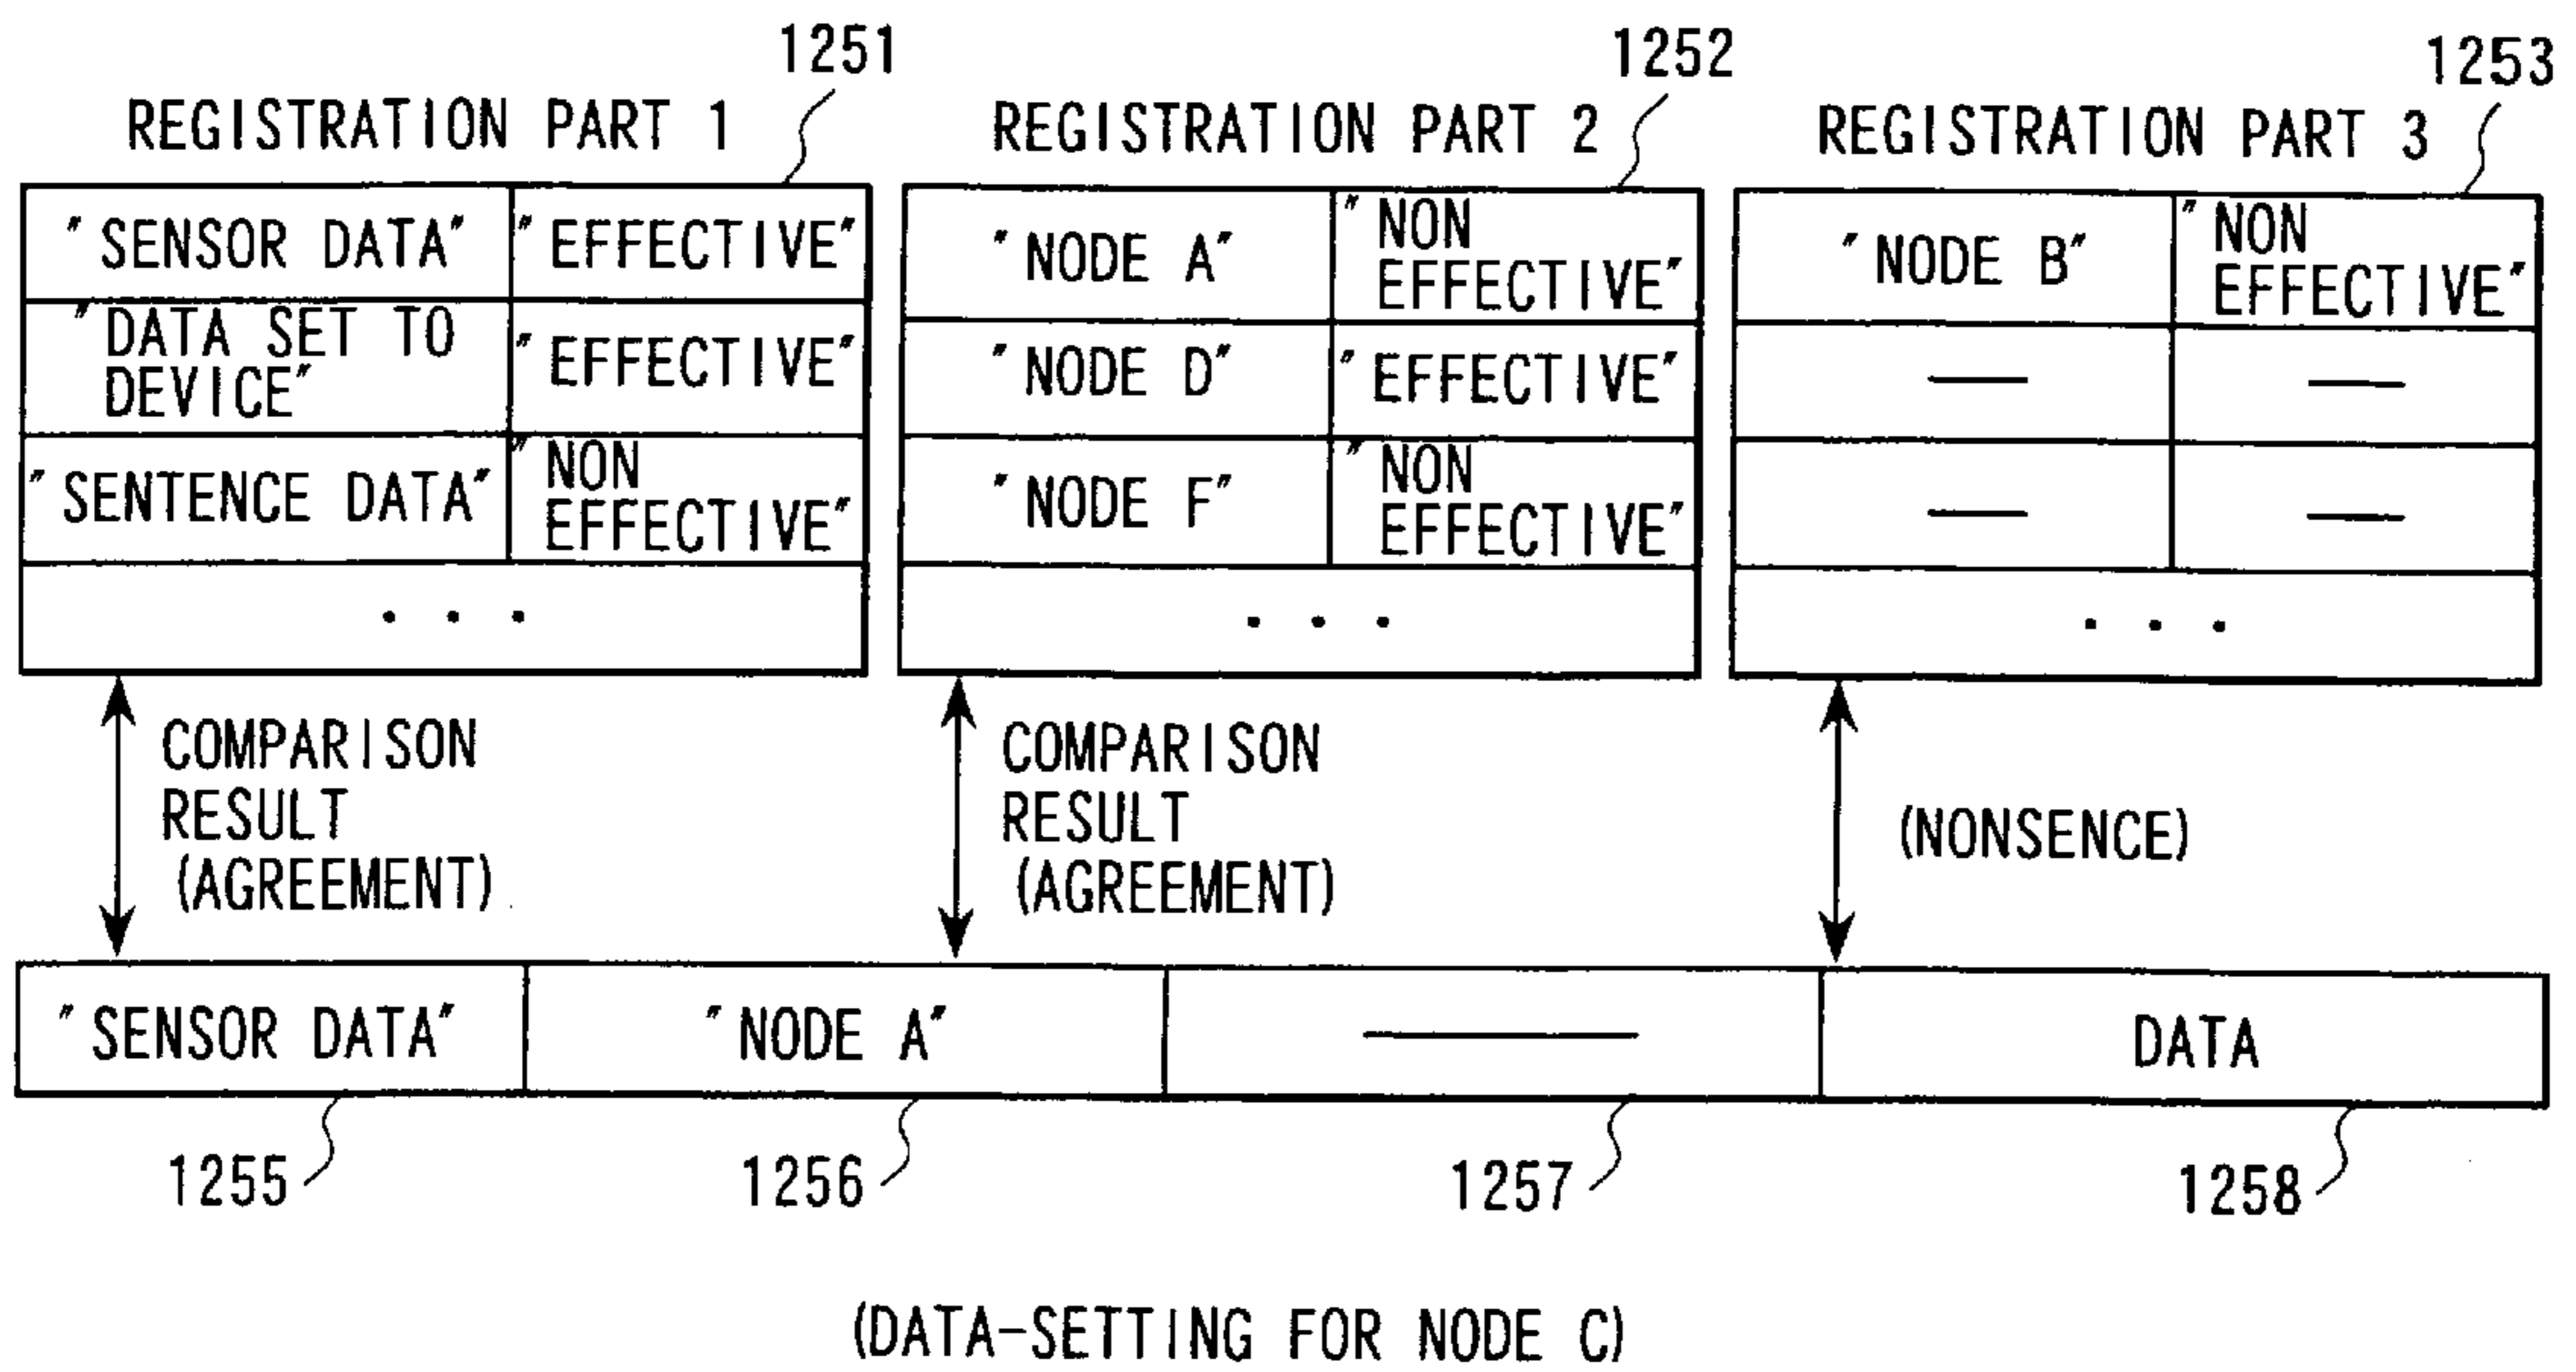 1251
1252
1253
REGISTRATION PART 1
REGISTRATION PART 2
REGISTRATION PART 3
"SENSOR DATA"
"EFFECTIVE"
"DATA SET TO
DEVICE"
"EFFECTIVE"
"SENTENCE DATA"
"NON
EFFECTIVE"
. . .
"NODE A"
"NON
EFFECTIVE"
"NODE D"
"EFFECTIVE"
"NODE F"
"NON
EFFECTIVE"
. . .
"NODE B"
"NON
EFFECTIVE"
—
—
—
—
. . .
COMPARISON
RESULT
(AGREEMENT)
COMPARISON
RESULT
(AGREEMENT)
(NONSENCE)
"SENSOR DATA"
"NODE A"
—
DATA
1255
1256
1257
1258
(DATA-SETTING FOR NODE C)